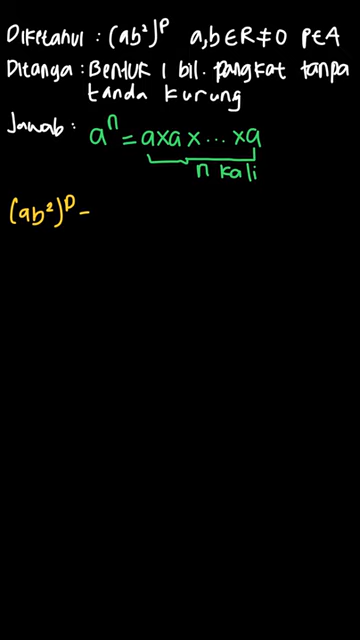 Diketahui : (ab²)ᵖ a,b∈R≠0 p∈A
Ditanya : Bentuk 1 bil. pangkat tanpa
tanda kurung
Jawab : aⁿ = a×a×...×a
n kali
(ab²)ᵖ =